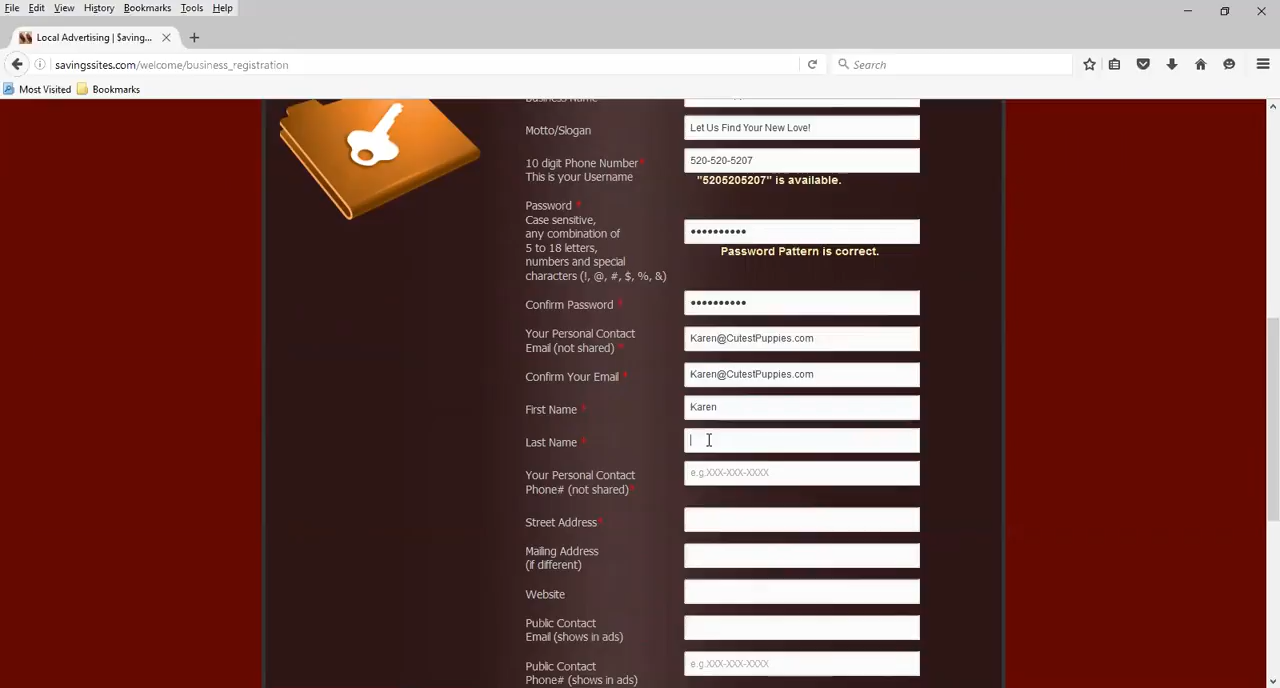 File Edit View History Bookmarks Tools Help
Local Advertising | $aving...
savingssites.com/welcome/business_registration
Search
Most Visited Bookmarks
Business Name
Motto/Slogan
Let Us Find Your New Love!
10 digit Phone Number*
This is your Username
520-520-5207
"5205205207" is available.
Password *
Case sensitive,
any combination of
5 to 18 letters,
numbers and special
characters (!, @, #, $, %, &)
••••••••••
Password Pattern is correct.
Confirm Password *
••••••••••
Your Personal Contact
Email (not shared) *
Karen@CutestPuppies.com
Confirm Your Email *
Karen@CutestPuppies.com
First Name *
Karen
Last Name *
Your Personal Contact
Phone# (not shared)*
e.g.XXX-XXX-XXXX
Street Address*
Mailing Address
(if different)
Website
Public Contact
Email (shows in ads)
Public Contact
Phone# (shows in ads)
e.g.XXX-XXX-XXXX